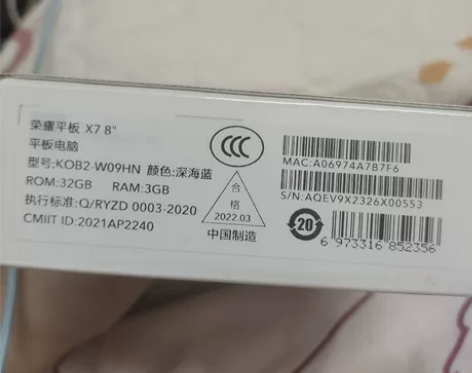 荣耀平板 X7 8"
平板电脑
型号:KOB2-W09HN 颜色:深海蓝
ROM:32GB RAM:3GB
执行标准:Q/RYZD 0003-2020
CMIIT ID:2021AP2240
CCC
合
格
2022.03
中国制造
MAC:A06974A7B7F6
S/N:AQEV9X2326X00553
20
6 973316 852356